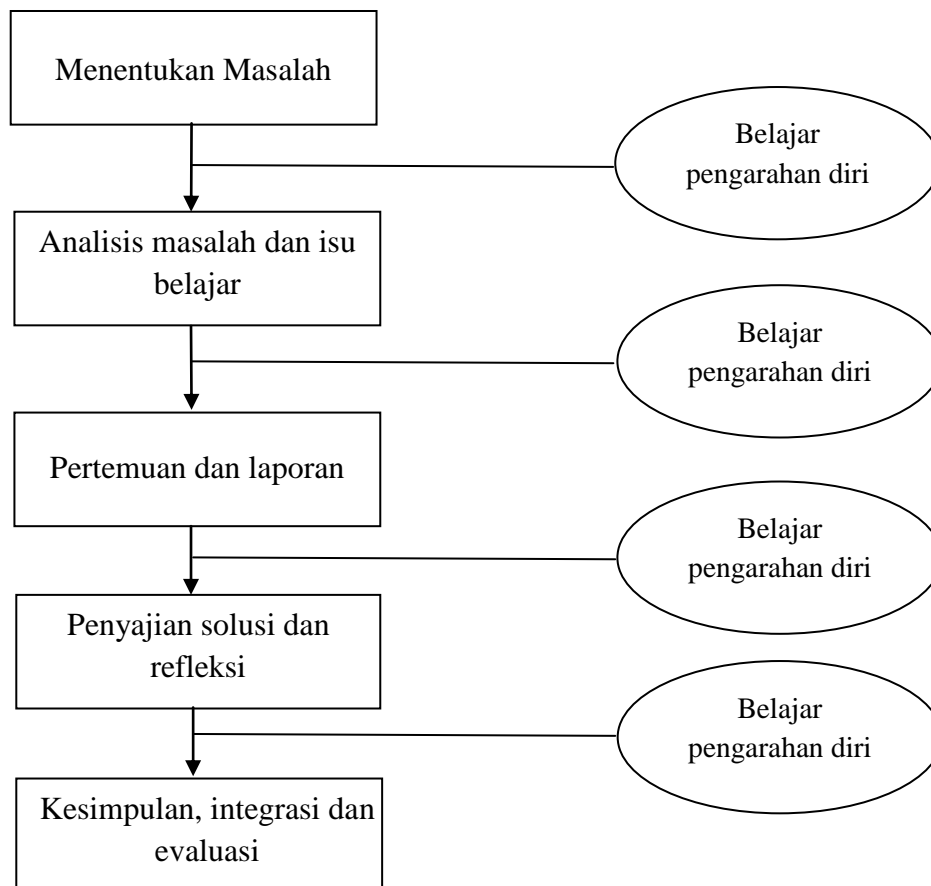 Menentukan Masalah
Belajar
pengarahan diri
Analisis masalah dan isu
belajar
Belajar
pengarahan diri
Pertemuan dan laporan
Belajar
pengarahan diri
Penyajian solusi dan
refleksi
Belajar
pengarahan diri
Kesimpulan, integrasi dan
evaluasi